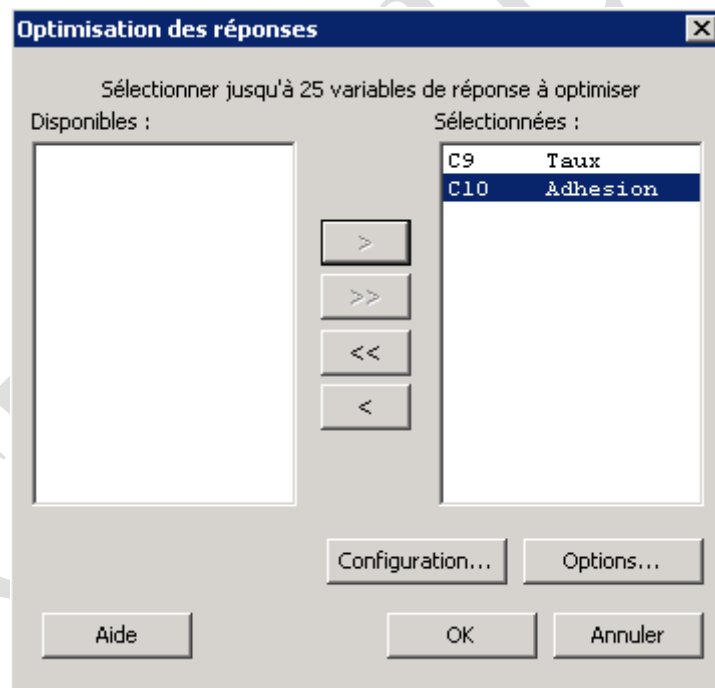 Optimisation des réponses
Sélectionner jusqu'à 25 variables de réponse à optimiser
Disponibles :
Sélectionnées :
C9 Taux
C10 Adhesion
>
>>
<<
<
Configuration...
Options...
Aide
OK
Annuler